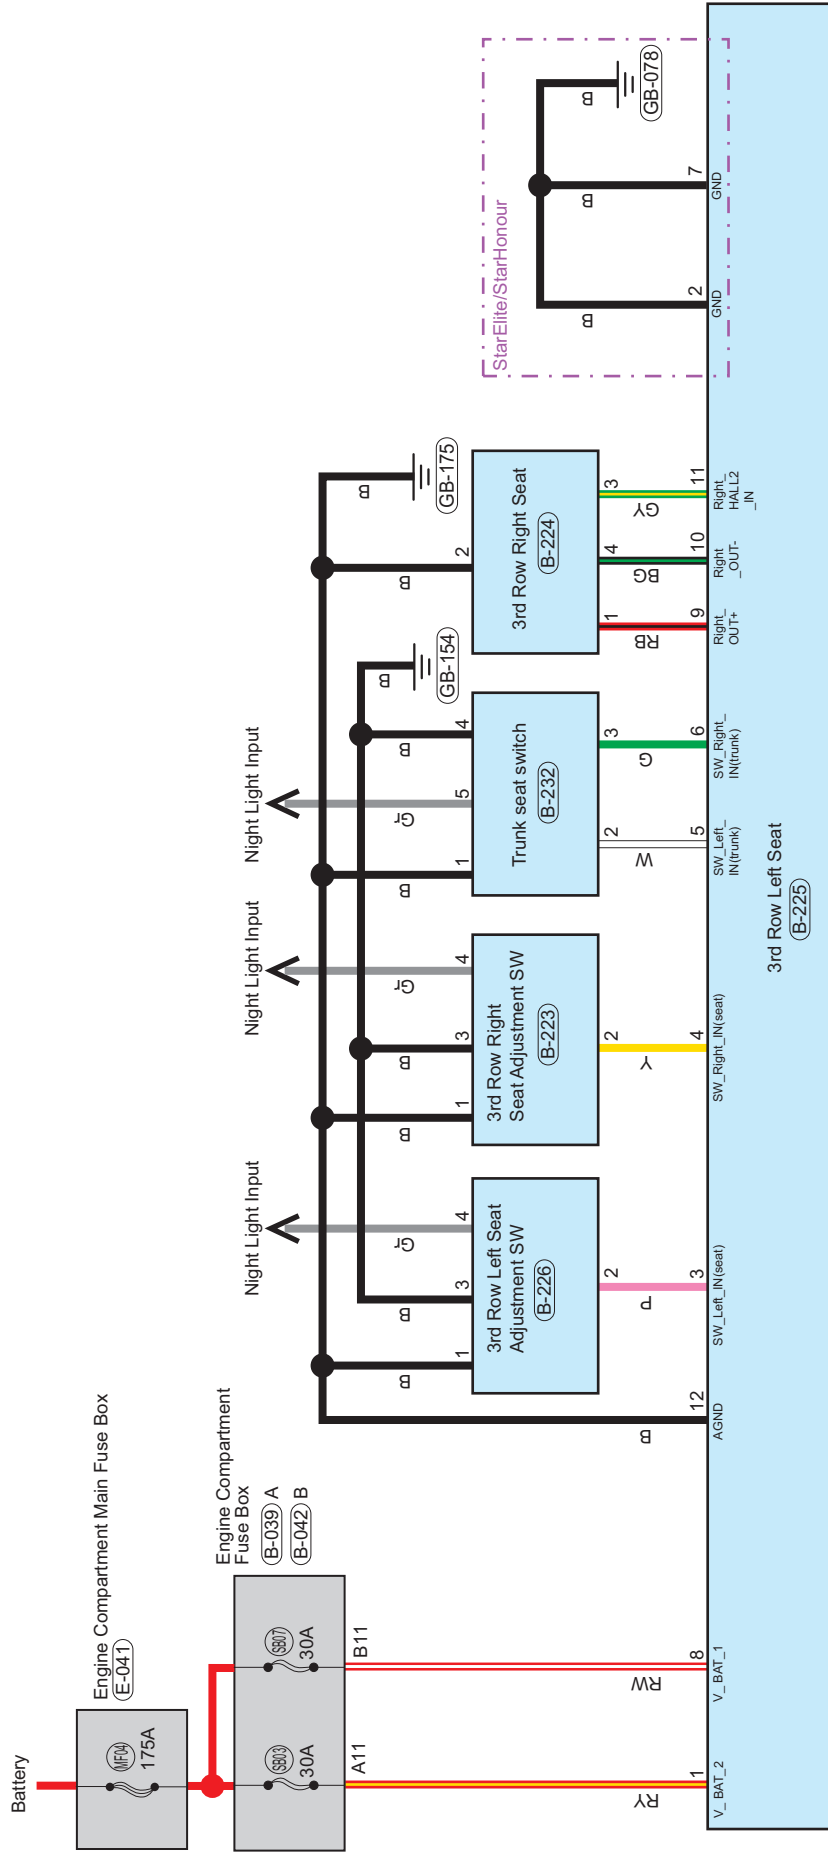 Battery
Engine Compartment Main Fuse Box
E-041
MF04
175A
Engine Compartment
Fuse Box
B-039 A
B-042 B
SB03
30A
SB07
30A
A11
B11
RY
RW
1
8
V_ BAT_2
V_ BAT_1
B
12
AGND
Night Light Input
B
B
Gr
1
3
4
3rd Row Left Seat
Adjustment SW
B-226
2
P
3
SW_Left_IN(seat)
Night Light Input
B
B
Gr
1
3
4
3rd Row Right
Seat Adjustment SW
B-223
2
Y
4
SW_Right_IN(seat)
Night Light Input
B
Gr
B
1
5
4
Trunk seat switch
B-232
2
3
W
G
5
6
SW_Left_
IN(trunk)
SW_Right_
IN(trunk)
B
GB-154
B
GB-175
B
2
3rd Row Right Seat
B-224
1
4
3
RB
BG
GY
9
10
11
Right_
OUT+
Right
_OUT-
Right_
HALL2
_IN
StarElite/StarHonour
B
B
B
GB-078
2
7
GND
GND
3rd Row Left Seat
B-225